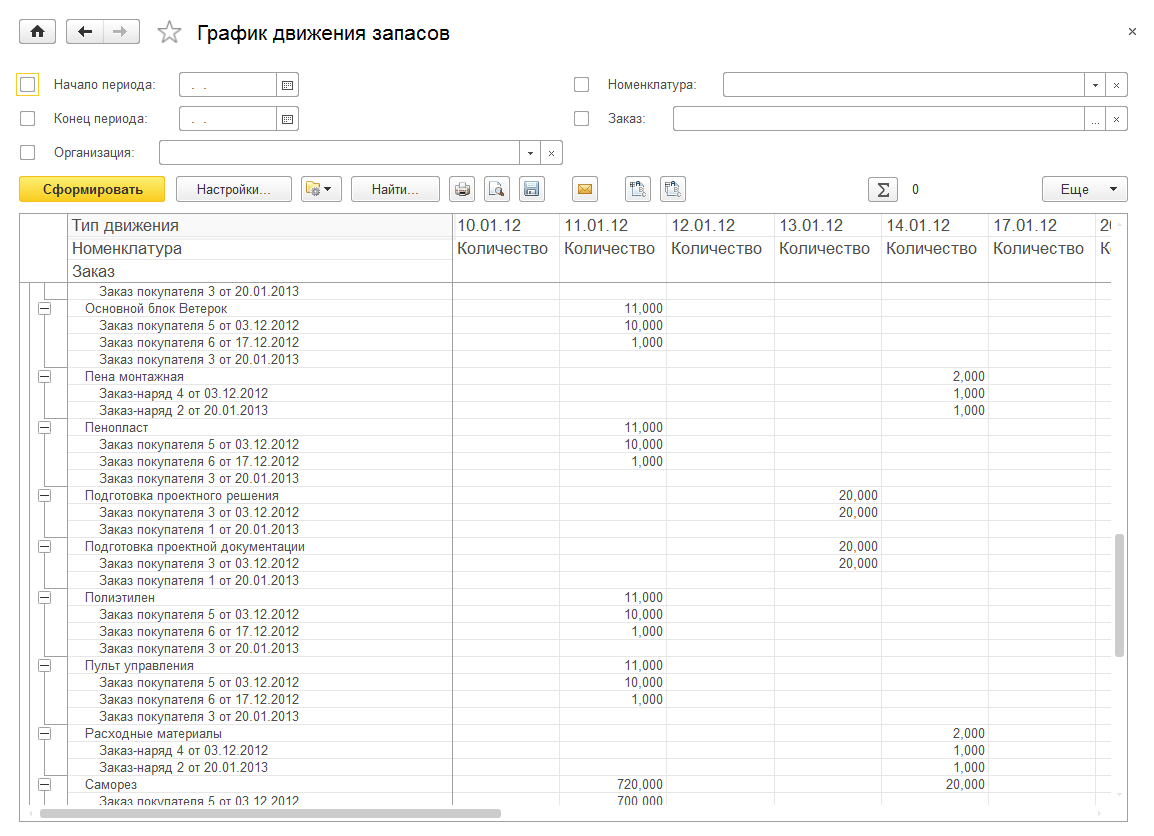 График движения запасов
Начало периода: . . Номенклатура:
Конец периода: . . Заказ: ...
Организация:
Сформировать Настройки... Найти... Σ 0 Еще
Тип движения 10.01.12 11.01.12 12.01.12 13.01.12 14.01.12 17.01.12
Номенклатура Количество Количество Количество Количество Количество Количество
Заказ
Заказ покупателя 3 от 20.01.2013
Основной блок Ветерок 11,000
Заказ покупателя 5 от 03.12.2012 10,000
Заказ покупателя 6 от 17.12.2012 1,000
Заказ покупателя 3 от 20.01.2013
Пена монтажная 2,000
Заказ-наряд 4 от 03.12.2012 1,000
Заказ-наряд 2 от 20.01.2013 1,000
Пенопласт 11,000
Заказ покупателя 5 от 03.12.2012 10,000
Заказ покупателя 6 от 17.12.2012 1,000
Заказ покупателя 3 от 20.01.2013
Подготовка проектного решения 20,000
Заказ покупателя 3 от 03.12.2012 20,000
Заказ покупателя 1 от 20.01.2013
Подготовка проектной документации 20,000
Заказ покупателя 3 от 03.12.2012 20,000
Заказ покупателя 1 от 20.01.2013
Полиэтилен 11,000
Заказ покупателя 5 от 03.12.2012 10,000
Заказ покупателя 6 от 17.12.2012 1,000
Заказ покупателя 3 от 20.01.2013
Пульт управления 11,000
Заказ покупателя 5 от 03.12.2012 10,000
Заказ покупателя 6 от 17.12.2012 1,000
Заказ покупателя 3 от 20.01.2013
Расходные материалы 2,000
Заказ-наряд 4 от 03.12.2012 1,000
Заказ-наряд 2 от 20.01.2013 1,000
Саморез 720,000 20,000
Заказ покупателя 5 от 03.12.2012 700,000